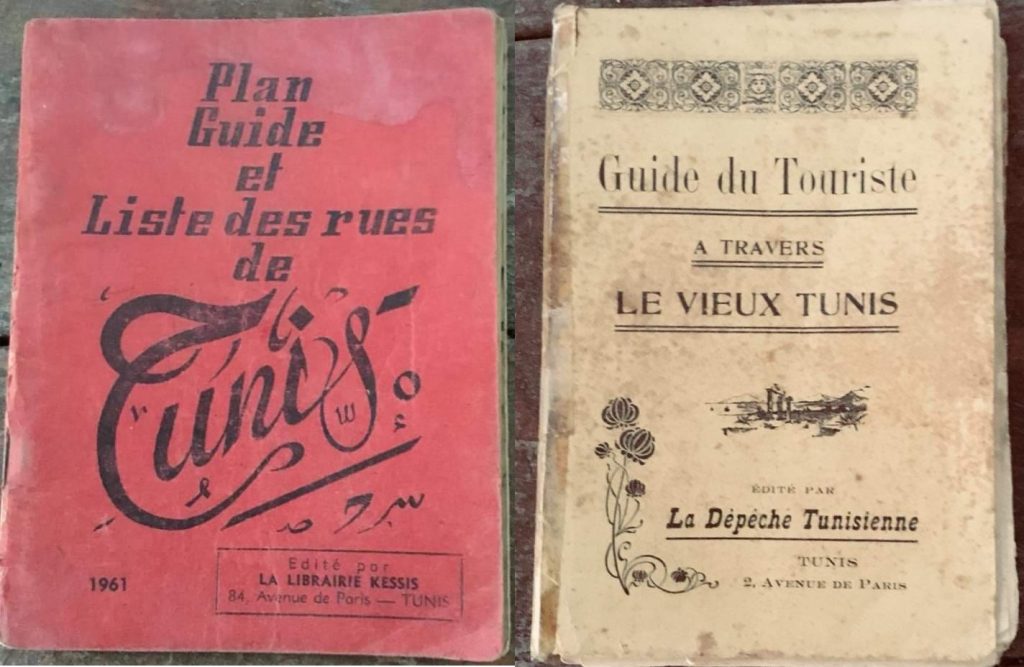 Plan
Guide
et
Liste des rues
de
Tunis
1961
Edité par
LA LIBRAIRIE KESSIS
84, Avenue de Paris — TUNIS
Guide du Touriste
A TRAVERS
LE VIEUX TUNIS
ÉDITÉ PAR
La Dépêche Tunisienne
TUNIS
2, AVENUE DE PARIS